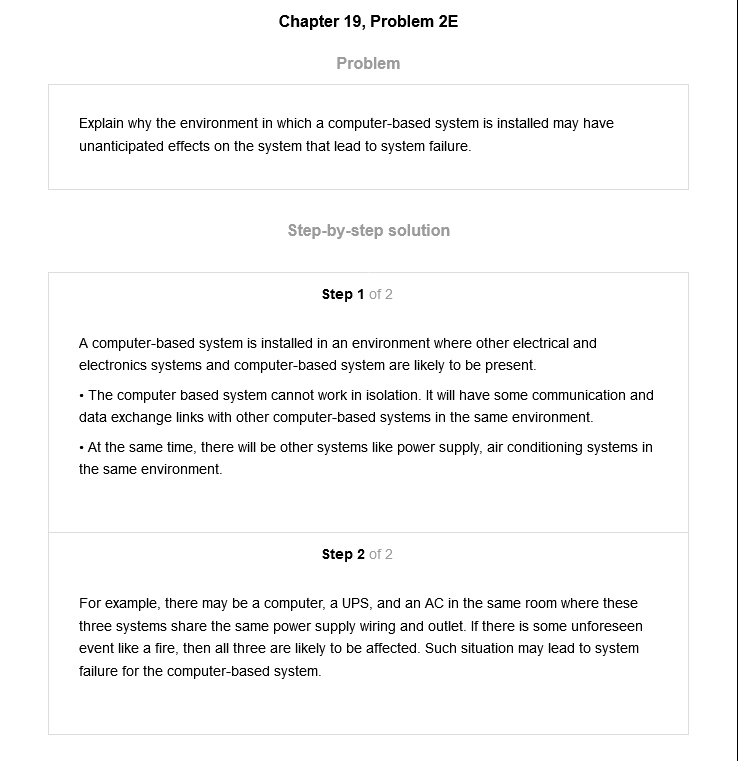 Chapter 19, Problem 2E
Problem
Explain why the environment in which a computer-based system is installed may have
unanticipated effects on the system that lead to system failure.
Step-by-step solution
Step 1 of 2
A computer-based system is installed in an environment where other electrical and
electronics systems and computer-based system are likely to be present.
• The computer based system cannot work in isolation. It will have some communication and
data exchange links with other computer-based systems in the same environment.
• At the same time, there will be other systems like power supply, air conditioning systems in
the same environment.
Step 2 of 2
For example, there may be a computer, a UPS, and an AC in the same room where these
three systems share the same power supply wiring and outlet. If there is some unforeseen
event like a fire, then all three are likely to be affected. Such situation may lead to system
failure for the computer-based system.